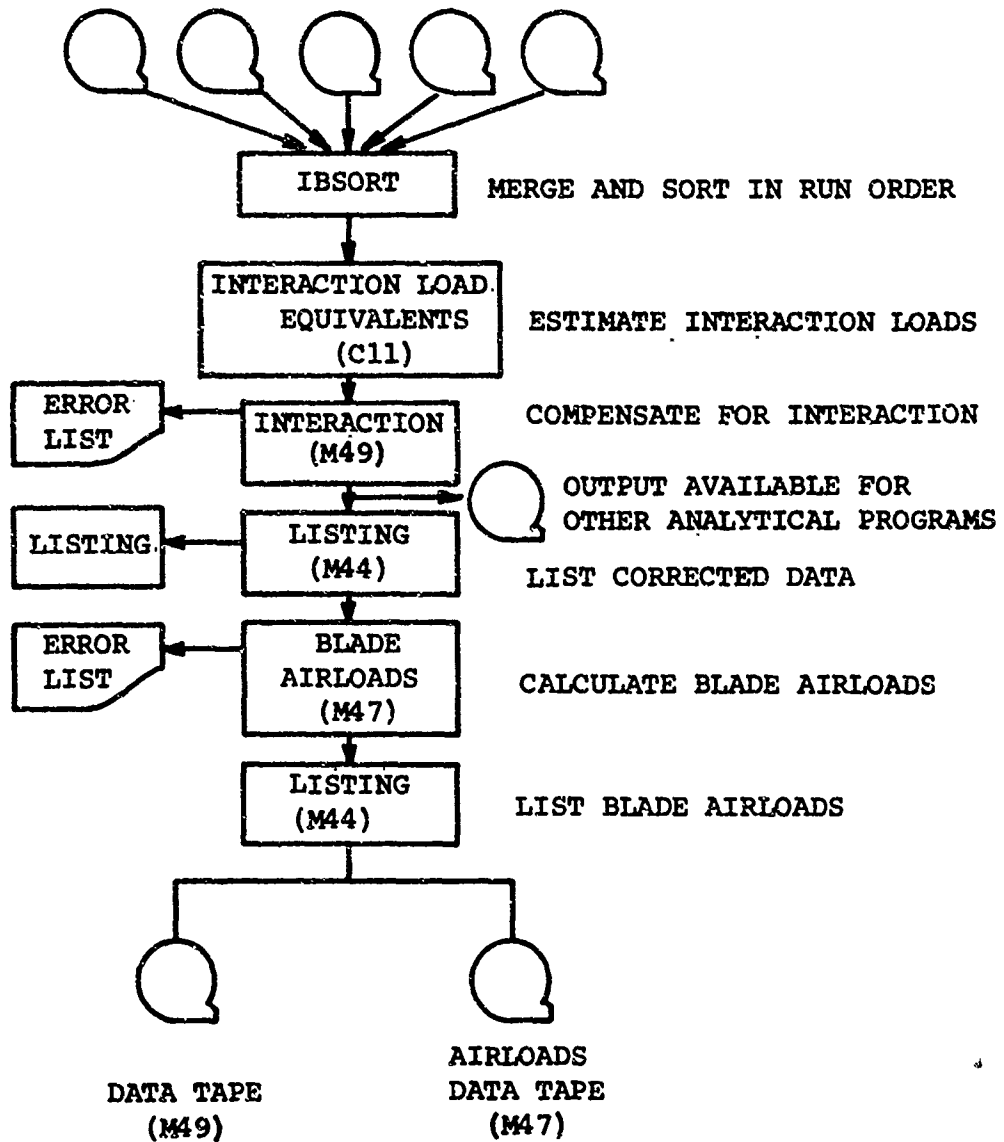 IBSORT
MERGE AND SORT IN RUN ORDER
INTERACTION LOAD
EQUIVALENTS
(C11)
ESTIMATE INTERACTION LOADS
ERROR
LIST
INTERACTION
(M49)
COMPENSATE FOR INTERACTION
OUTPUT AVAILABLE FOR
OTHER ANALYTICAL PROGRAMS
LISTING
LISTING
(M44)
LIST CORRECTED DATA
ERROR
LIST
BLADE
AIRLOADS
(M47)
CALCULATE BLADE AIRLOADS
LISTING
(M44)
LIST BLADE AIRLOADS
DATA TAPE
(M49)
AIRLOADS
DATA TAPE
(M47)